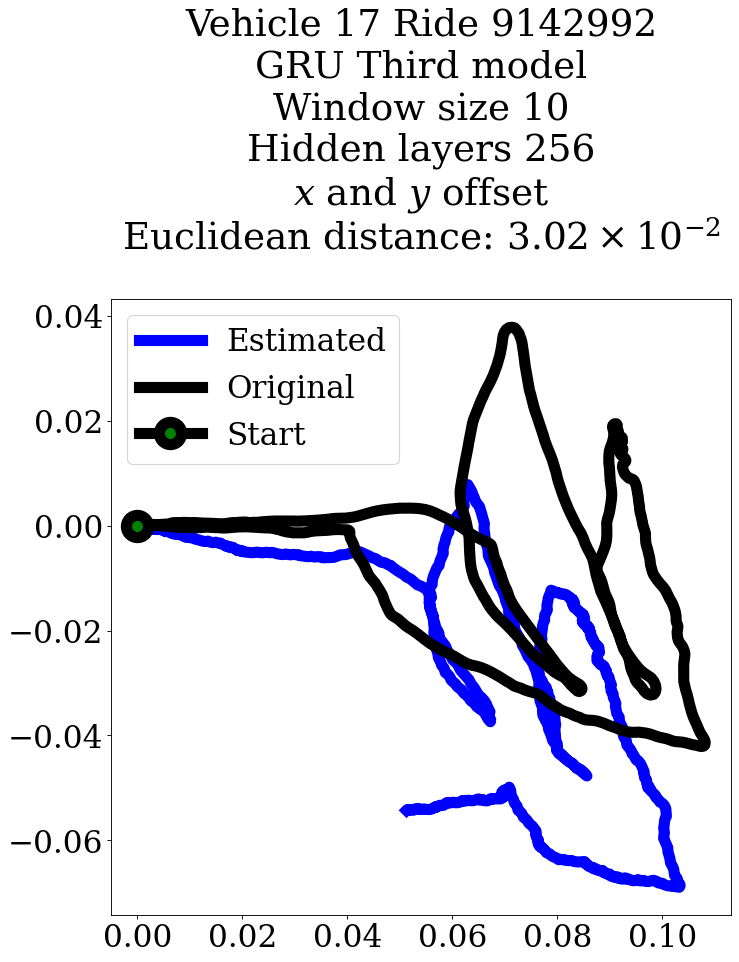 Vehicle 17 Ride 9142992
GRU Third model
Window size 10
Hidden layers 256
x and y offset
Euclidean distance: 3.02 × 10⁻²
Estimated
Original
Start
0.04
0.02
0.00
−0.02
−0.04
−0.06
0.00 0.02 0.04 0.06 0.08 0.10